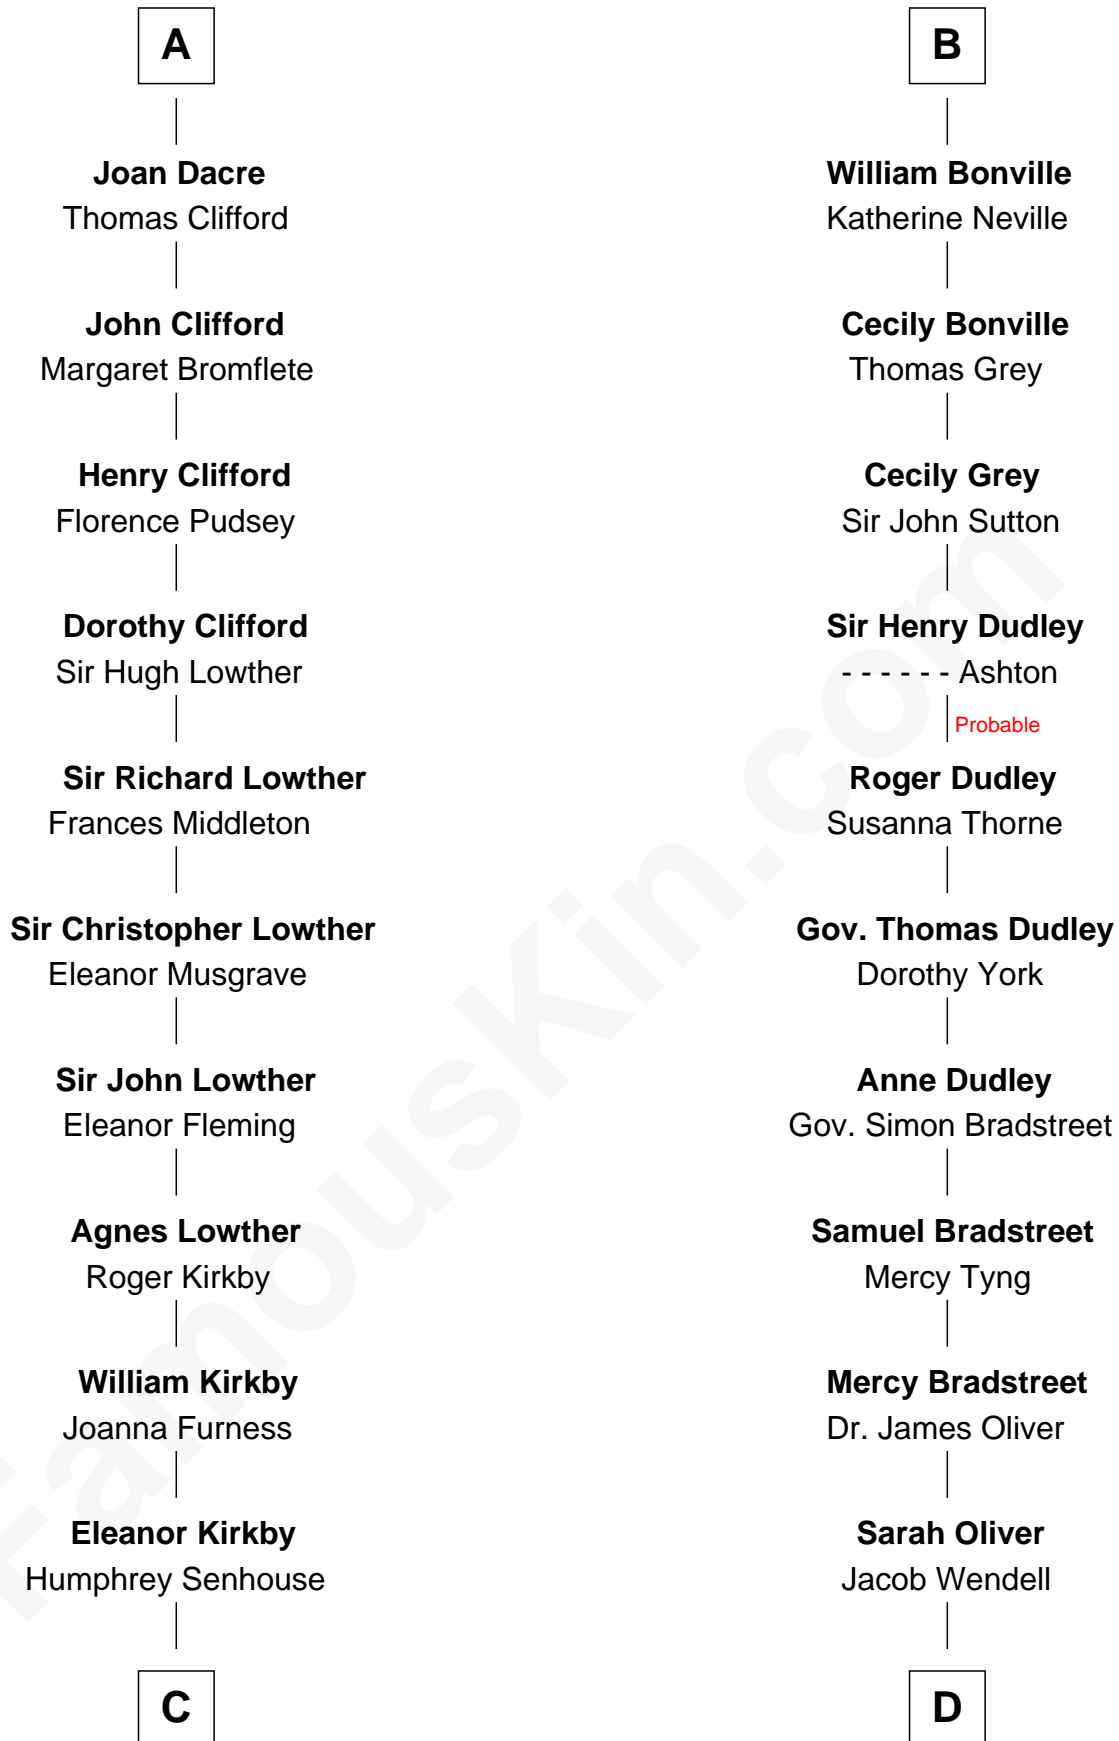 A
Joan Dacre
Thomas Clifford
John Clifford
Margaret Bromflete
Henry Clifford
Florence Pudsey
Dorothy Clifford
Sir Hugh Lowther
Sir Richard Lowther
Frances Middleton
Sir Christopher Lowther
Eleanor Musgrave
Sir John Lowther
Eleanor Fleming
Agnes Lowther
Roger Kirkby
William Kirkby
Joanna Furness
Eleanor Kirkby
Humphrey Senhouse
C
B
William Bonville
Katherine Neville
Cecily Bonville
Thomas Grey
Cecily Grey
Sir John Sutton
Sir Henry Dudley
- - - - - - Ashton
Probable
Roger Dudley
Susanna Thorne
Gov. Thomas Dudley
Dorothy York
Anne Dudley
Gov. Simon Bradstreet
Samuel Bradstreet
Mercy Tyng
Mercy Bradstreet
Dr. James Oliver
Sarah Oliver
Jacob Wendell
D
FamousKin.com